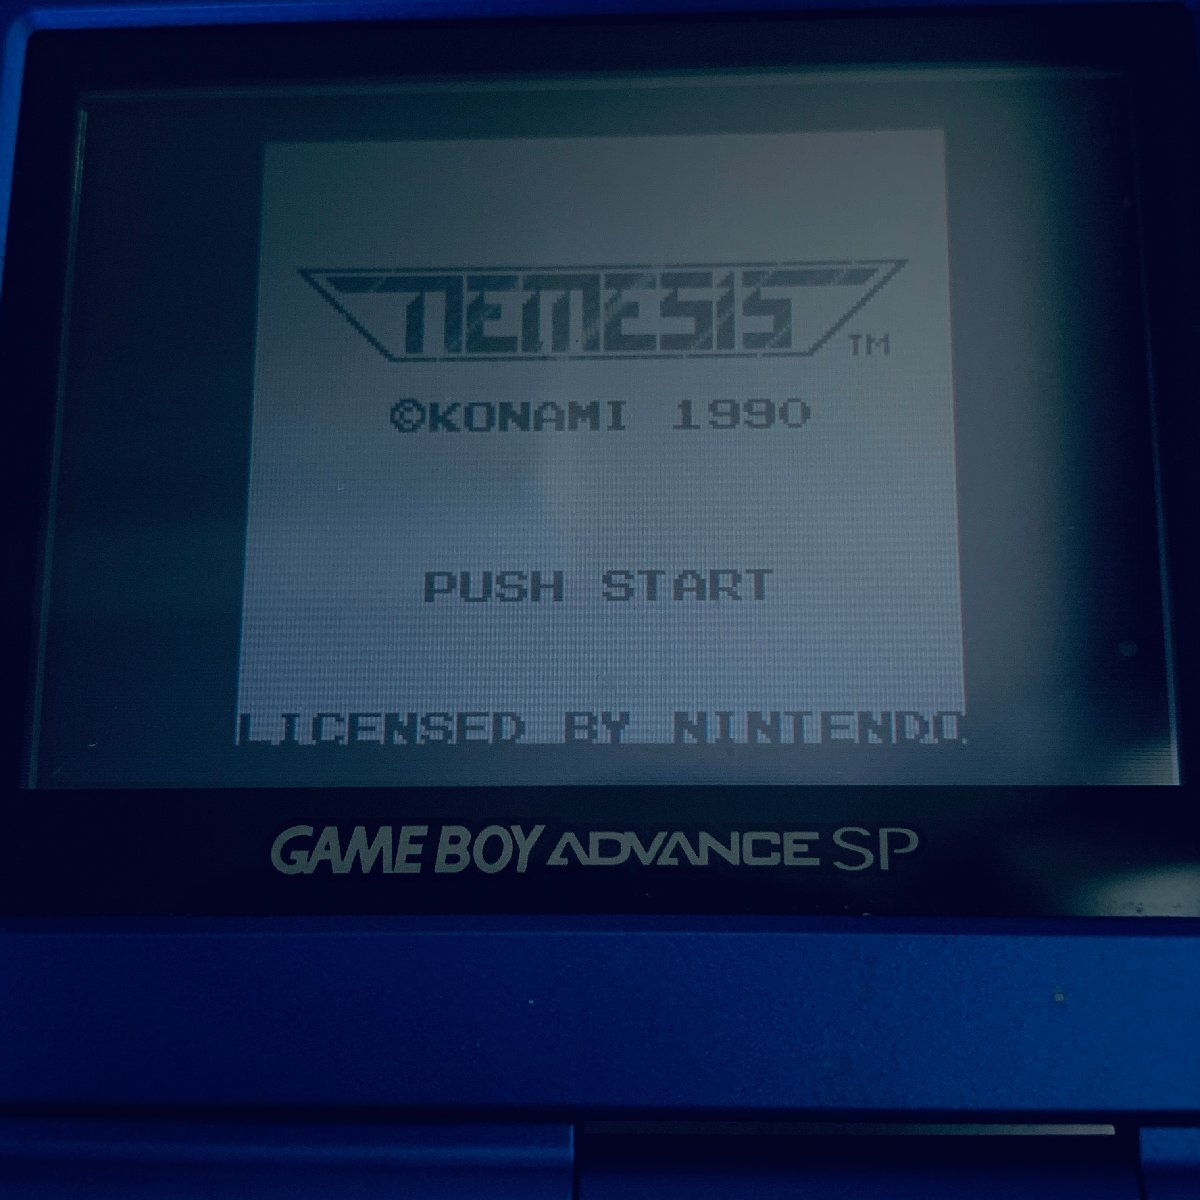 NEMESIS TM
©KONAMI 1990
PUSH START
LICENSED BY NINTENDO
GAME BOY ADVANCE SP